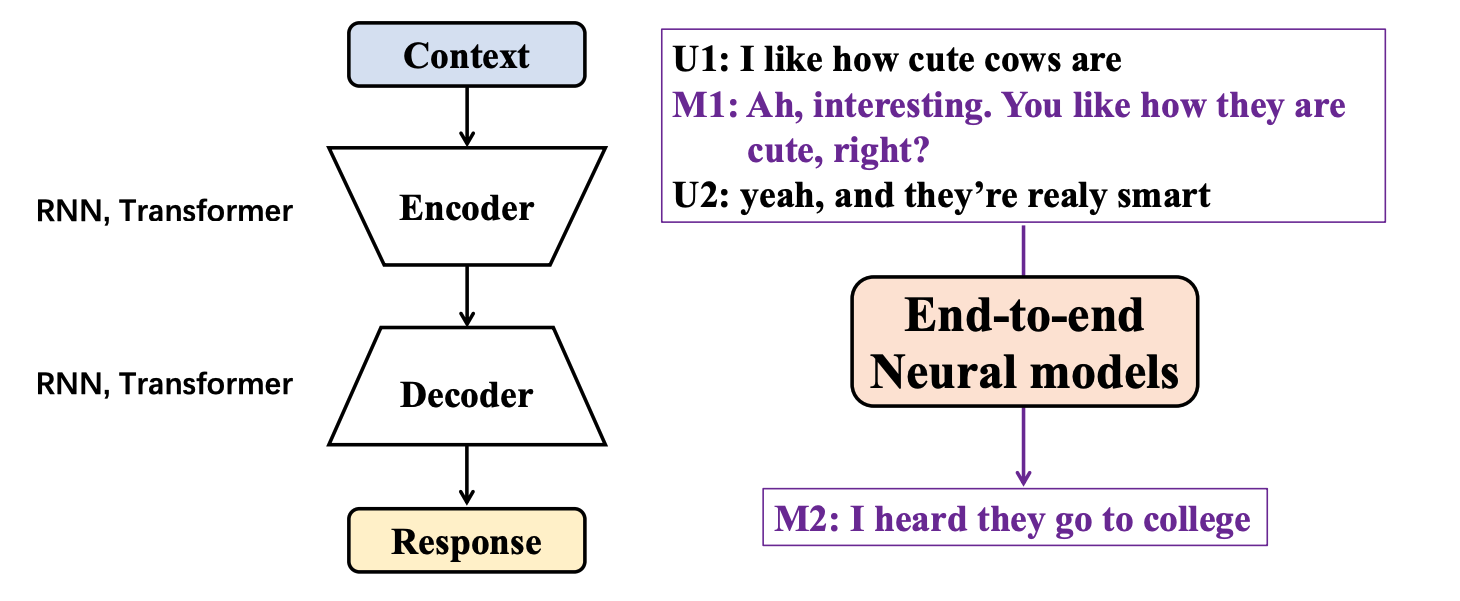 Context
RNN, Transformer
Encoder
RNN, Transformer
Decoder
Response
U1: I like how cute cows are
M1: Ah, interesting. You like how they are
cute, right?
U2: yeah, and they’re realy smart
End-to-end
Neural models
M2: I heard they go to college